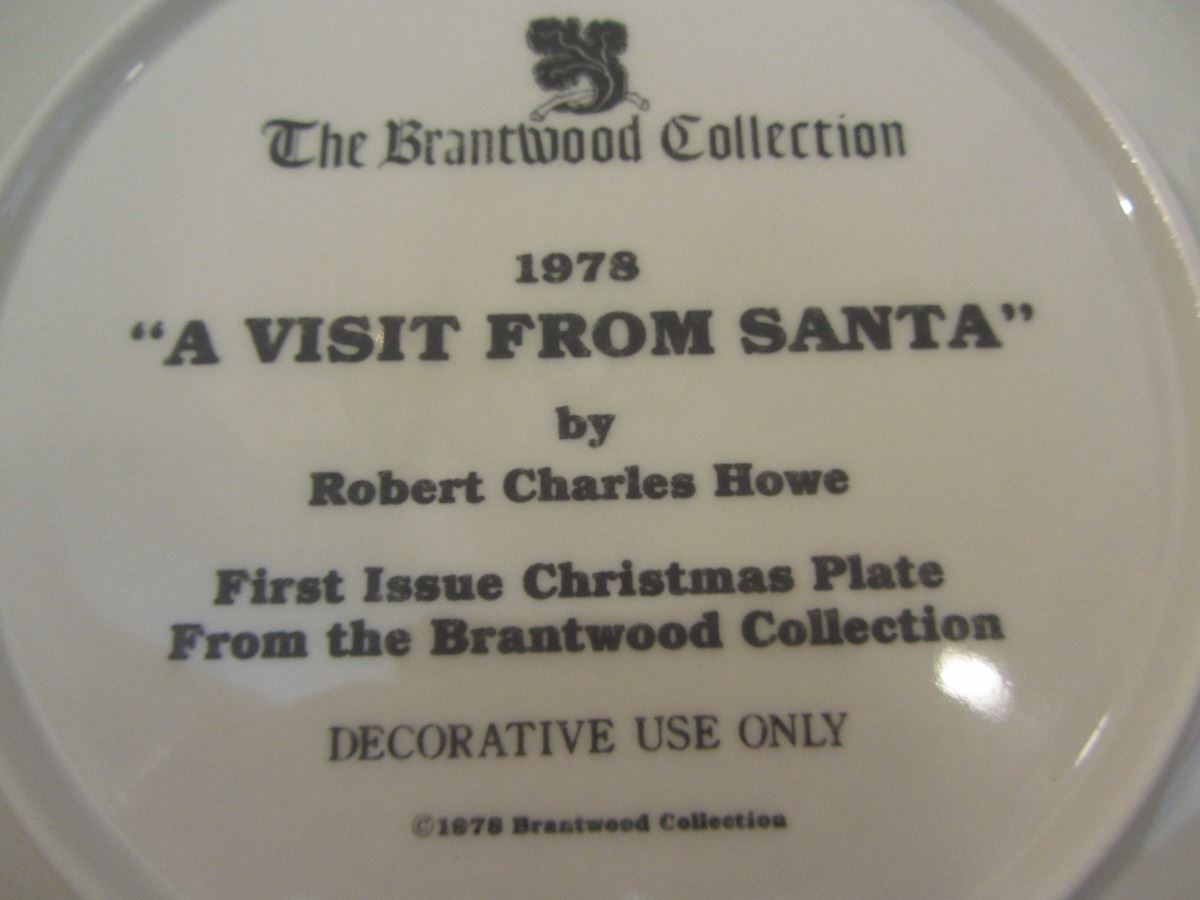 The Brantwood Collection
1978
“A VISIT FROM SANTA”
by
Robert Charles Howe
First Issue Christmas Plate
From the Brantwood Collection
DECORATIVE USE ONLY
©1978 Brantwood Collection